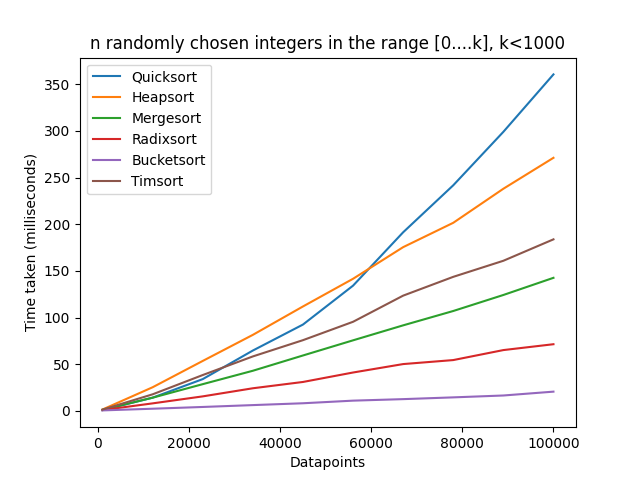 n randomly chosen integers in the range [0....k], k<1000
Quicksort
Heapsort
Mergesort
Radixsort
Bucketsort
Timsort
350
300
250
200
150
100
50
0
Time taken (milliseconds)
0 20000 40000 60000 80000 100000
Datapoints